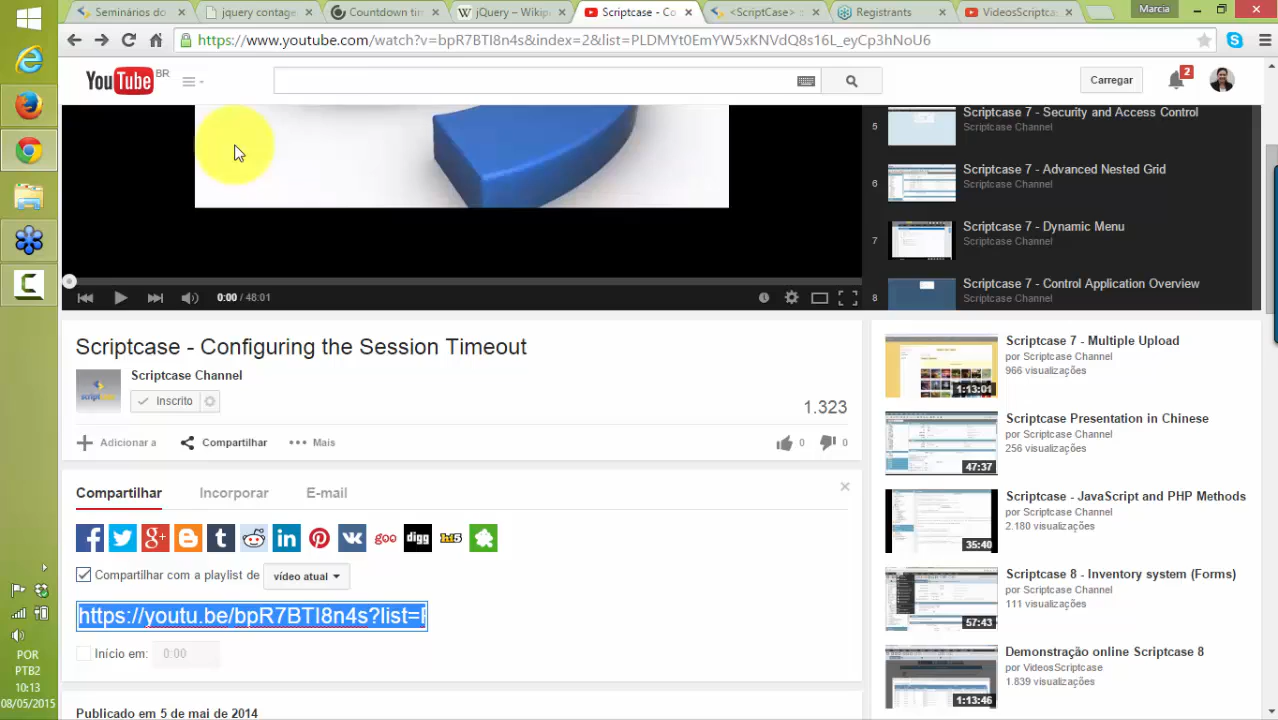 Seminários do
jquery contage
Countdown tim
jQuery – Wikip
Scriptcase - Co
Scriptcase> ::
Registrants
VideosScriptca
Marcia
https://www.youtube.com/watch?v=bpR7BTI8n4s&index=2&list=PLDMYt0EmYW5xKNVdQ8s16L_eyCp3hNoU6
YouTube BR
Carregar
2
5
Scriptcase 7 - Security and Access Control
Scriptcase Channel
6
Scriptcase 7 - Advanced Nested Grid
Scriptcase Channel
7
Scriptcase 7 - Dynamic Menu
Scriptcase Channel
8
Scriptcase 7 - Control Application Overview
0:00 / 48:01
Scriptcase - Configuring the Session Timeout
Scriptcase Chan
Inscrito
1.323
Adicionar a
Compartilhar
Mais
0
0
Compartilhar
Incorporar
E-mail
digg
Compartilhar com a playlist de
vídeo atual
https://youtu.be/bpR7BTI8n4s?list=
Início em:
0:00
Publicado em 5 de mai de 201
Scriptcase 7 - Multiple Upload
por Scriptcase Channel
966 visualizações
1:13:01
Scriptcase Presentation in Chinese
por Scriptcase Channel
256 visualizações
47:37
Scriptcase - JavaScript and PHP Methods
por Scriptcase Channel
2.180 visualizações
35:40
Scriptcase 8 - Inventory system (Forms)
por Scriptcase Channel
111 visualizações
57:43
Demonstração online Scriptcase 8
por VideosScriptcase
1.839 visualizações
1:13:46
POR
PTB2
10:13
08/05/2015